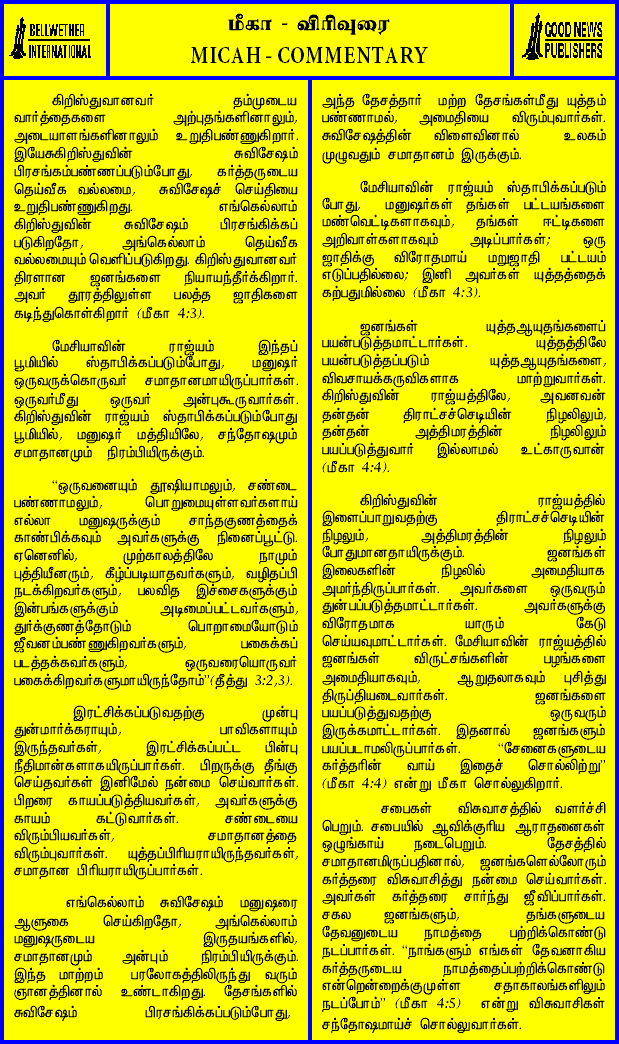 BELLWETHER
INTERNATIONAL
மீகா - விரிவுரை
MICAH - COMMENTARY
GOOD NEWS
PUBLISHERS
கிறிஸ்துவானவர் தம்முடைய
வார்த்தைகளை அற்புதங்களினாலும்,
அடையாளங்களினாலும் உறுதிபண்ணுகிறார்.
இயேசுகிறிஸ்துவின் சுவிசேஷம்
பிரசங்கம்பண்ணப்படும்போது, கர்த்தருடைய
தெய்வீக வல்லமை, சுவிசேஷச் செய்தியை
உறுதிபண்ணுகிறது. எங்கெல்லாம்
கிறிஸ்துவின் சுவிசேஷம் பிரசங்கிக்கப்
படுகிறதோ, அங்கெல்லாம் தெய்வீக
வல்லமையும் வெளிப்படுகிறது. கிறிஸ்துவானவர்
திரளான ஜனங்களை நியாயந்தீர்க்கிறார்.
அவர் தூரத்திலுள்ள பலத்த ஜாதிகளை
கடிந்துகொள்கிறார் (மீகா 4:3).
மேசியாவின் ராஜ்யம் இந்தப்
பூமியில் ஸ்தாபிக்கப்படும்போது, மனுஷர்
ஒருவருக்கொருவர் சமாதானமாயிருப்பார்கள்.
ஒருவர்மீது ஒருவர் அன்புகூருவார்கள்.
கிறிஸ்துவின் ராஜ்யம் ஸ்தாபிக்கப்படும்போது
பூமியில், மனுஷர் மத்தியிலே, சந்தோஷமும்
சமாதானமும் நிரம்பியிருக்கும்.
“ஒருவனையும் தூஷியாமலும், சண்டை
பண்ணாமலும், பொறுமையுள்ளவர்களாய்
எல்லா மனுஷருக்கும் சாந்தகுணத்தைக்
காண்பிக்கவும் அவர்களுக்கு நினைப்பூட்டு.
ஏனெனில், முற்காலத்திலே நாமும்
புத்தியீனரும், கீழ்ப்படியாதவர்களும், வழிதப்பி
நடக்கிறவர்களும், பலவித இச்சைகளுக்கும்
இன்பங்களுக்கும் அடிமைப்பட்டவர்களும்,
துர்க்குணத்தோடும் பொறாமையோடும்
ஜீவனம்பண்ணுகிறவர்களும், பகைக்கப்
படத்தக்கவர்களும், ஒருவரையொருவர்
பகைக்கிறவர்களுமாயிருந்தோம்”(தீத்து 3:2,3).
இரட்சிக்கப்படுவதற்கு முன்பு
துன்மார்க்கராயும், பாவிகளாயும்
இருந்தவர்கள், இரட்சிக்கப்பட்ட பின்பு
நீதிமான்களாகயிருப்பார்கள். பிறருக்கு தீங்கு
செய்தவர்கள் இனிமேல் நன்மை செய்வார்கள்.
பிறரை காயப்படுத்தியவர்கள், அவர்களுக்கு
காயம் கட்டுவார்கள். சண்டையை
விரும்பியவர்கள், சமாதானத்தை
விரும்புவார்கள். யுத்தப்பிரியராயிருந்தவர்கள்,
சமாதான பிரியராயிருப்பார்கள்.
எங்கெல்லாம் சுவிசேஷம் மனுஷரை
ஆளுகை செய்கிறதோ, அங்கெல்லாம்
மனுஷருடைய இருதயங்களில்,
சமாதானமும் அன்பும் நிரம்பியிருக்கும்.
இந்த மாற்றம் பரலோகத்திலிருந்து வரும்
ஞானத்தினால் உண்டாகிறது. தேசங்களில்
சுவிசேஷம் பிரசங்கிக்கப்படும்போது,
அந்த தேசத்தார் மற்ற தேசங்கள்மீது யுத்தம்
பண்ணாமல், அமைதியை விரும்புவார்கள்.
சுவிசேஷத்தின் விளைவினால் உலகம்
முழுவதும் சமாதானம் இருக்கும்.
மேசியாவின் ராஜ்யம் ஸ்தாபிக்கப்படும்
போது, மனுஷர்கள் தங்கள் பட்டயங்களை
மண்வெட்டிகளாகவும், தங்கள் ஈட்டிகளை
அறிவாள்களாகவும் அடிப்பார்கள்; ஒரு
ஜாதிக்கு விரோதமாய் மறுஜாதி பட்டயம்
எடுப்பதில்லை; இனி அவர்கள் யுத்தத்தைக்
கற்பதுமில்லை (மீகா 4:3).
ஜனங்கள் யுத்தஆயுதங்களைப்
பயன்படுத்தமாட்டார்கள். யுத்தத்திலே
பயன்படுத்தப்படும் யுத்தஆயுதங்களை,
விவசாயக்கருவிகளாக மாற்றுவார்கள்.
கிறிஸ்துவின் ராஜ்யத்திலே, அவனவன்
தன்தன் திராட்சச்செடியின் நிழலிலும்,
தன்தன் அத்திமரத்தின் நிழலிலும்
பயப்படுத்துவார் இல்லாமல் உட்காருவான்
(மீகா 4:4).
கிறிஸ்துவின் ராஜ்யத்தில்
இளைப்பாறுவதற்கு திராட்சச்செடியின்
நிழலும், அத்திமரத்தின் நிழலும்
போதுமானதாயிருக்கும். ஜனங்கள்
இலைகளின் நிழலில் அமைதியாக
அமர்ந்திருப்பார்கள். அவர்களை ஒருவரும்
துன்பப்படுத்தமாட்டார்கள். அவர்களுக்கு
விரோதமாக யாரும் கேடு
செய்யவுமாட்டார்கள். மேசியாவின் ராஜ்யத்தில்
ஜனங்கள் விருட்சங்களின் பழங்களை
அமைதியாகவும், ஆறுதலாகவும் புசித்து
திருப்தியடைவார்கள். ஜனங்களை
பயப்படுத்துவதற்கு ஒருவரும்
இருக்கமாட்டார்கள். இதனால் ஜனங்களும்
பயப்படாமலிருப்பார்கள். “சேனைகளுடைய
கர்த்தரின் வாய் இதைச் சொல்லிற்று”
(மீகா 4:4) என்று மீகா சொல்லுகிறார்.
சபைகள் விசுவாசத்தில் வளர்ச்சி
பெறும். சபையில் ஆவிக்குரிய ஆராதனைகள்
ஒழுங்காய் நடைபெறும். தேசத்தில்
சமாதானமிருப்பதினால், ஜனங்களெல்லோரும்
கர்த்தரை விசுவாசித்து நன்மை செய்வார்கள்.
அவர்கள் கர்த்தரை சார்ந்து ஜீவிப்பார்கள்.
சகல ஜனங்களும், தங்களுடைய
தேவனுடைய நாமத்தை பற்றிக்கொண்டு
நடப்பார்கள். “நாங்களும் எங்கள் தேவனாகிய
கர்த்தருடைய நாமத்தைப்பற்றிக்கொண்டு
என்றென்றைக்குமுள்ள சதாகாலங்களிலும்
நடப்போம்” (மீகா 4:5) என்று விசுவாசிகள்
சந்தோஷமாய்ச் சொல்லுவார்கள்.